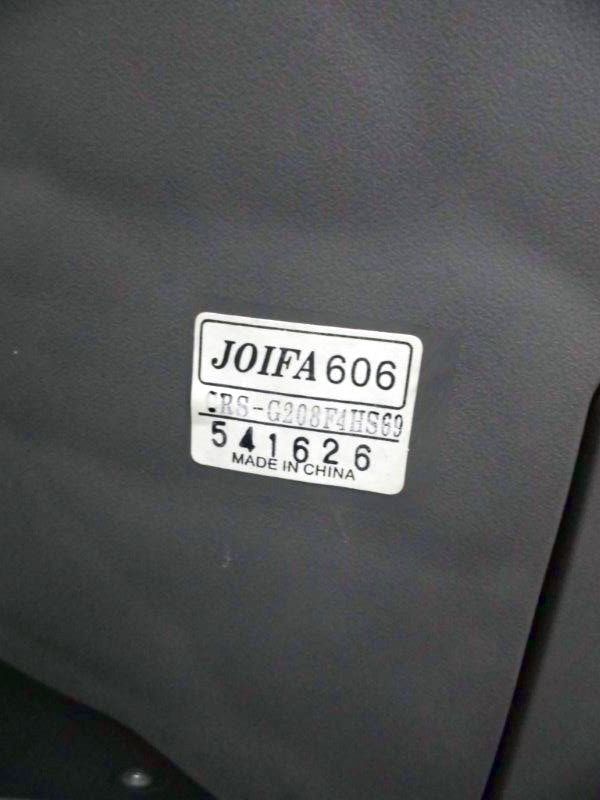 JOIFA 606
CRS-G208F4HS69
541626
MADE IN CHINA